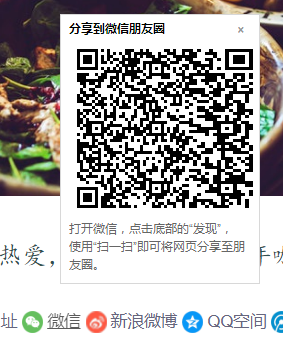 分享到微信朋友圈 ×
打开微信，点击底部的“发现”，
使用“扫一扫”即可将网页分享至朋
友圈。
热爱，
址 微信 新浪微博 QQ空间